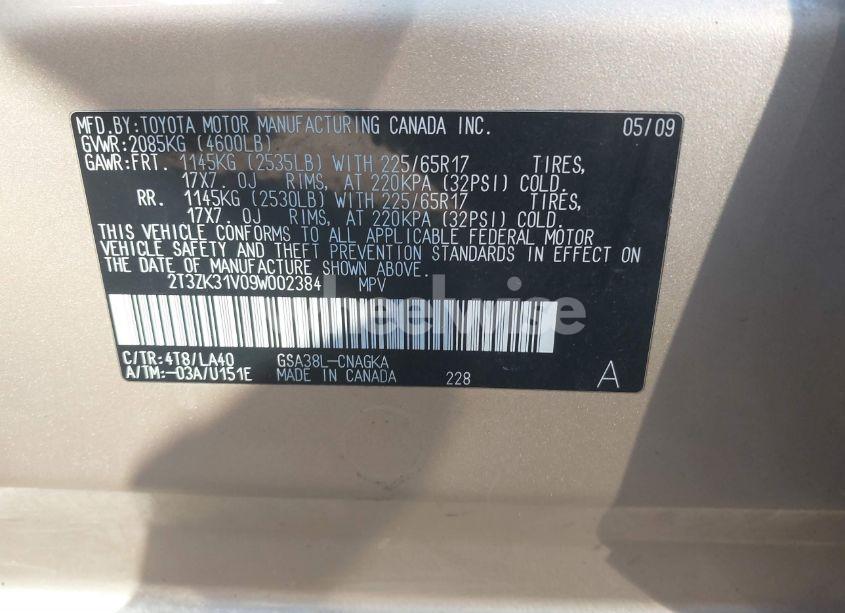 MFD.BY:TOYOTA MOTOR MANUFACTURING CANADA INC. 05/09
GVWR:2085KG (4600LB)
GAWR:FRT. 1145KG (2535LB) WITH 225/65R17 TIRES,
17X7.0J RIMS, AT 220KPA (32PSI) COLD.
RR. 1145KG (2530LB) WITH 225/65R17 TIRES,
17X7.0J RIMS, AT 220KPA (32PSI) COLD.
THIS VEHICLE CONFORMS TO ALL APPLICABLE FEDERAL MOTOR
VEHICLE SAFETY AND THEFT PREVENTION STANDARDS IN EFFECT ON
THE DATE OF MANUFACTURE SHOWN ABOVE.
2T3ZK31V09W002384 MPV
wheelwise
C/TR:4T8/LA40 GSA38L-CNAGKA
A/TM:-03A/U151E MADE IN CANADA 228 A